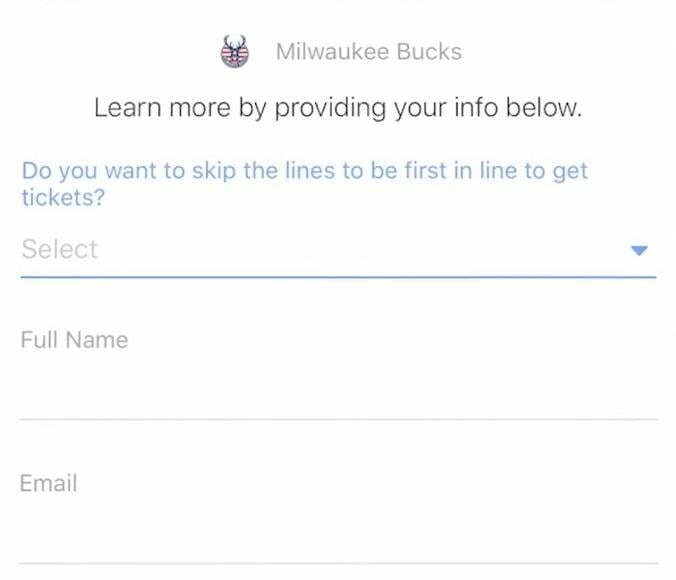 Milwaukee Bucks
Learn more by providing your info below.
Do you want to skip the lines to be first in line to get
tickets?
Select
Full Name
Email